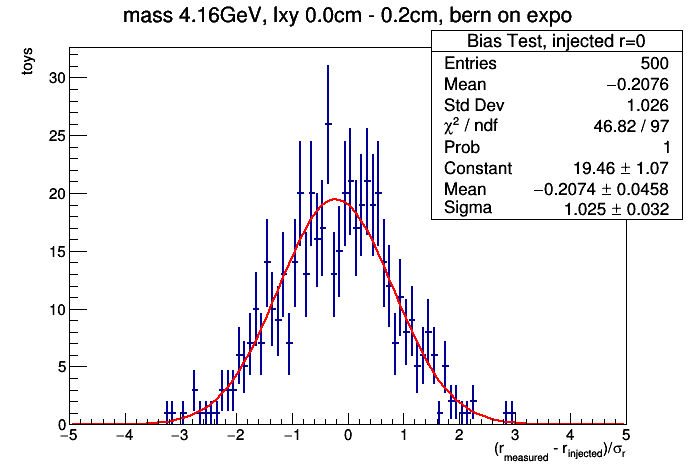 mass 4.16GeV, lxy 0.0cm - 0.2cm, bern on expo
Bias Test, injected r=0
Entries 500
Mean −0.2076
Std Dev 1.026
χ² / ndf 46.82 / 97
Prob 1
Constant 19.46 ± 1.07
Mean −0.2074 ± 0.0458
Sigma 1.025 ± 0.032
toys
30
25
20
15
10
5
0
−5 −4 −3 −2 −1 0 1 2 3 4 5
(r_measured - r_injected)/σ_r